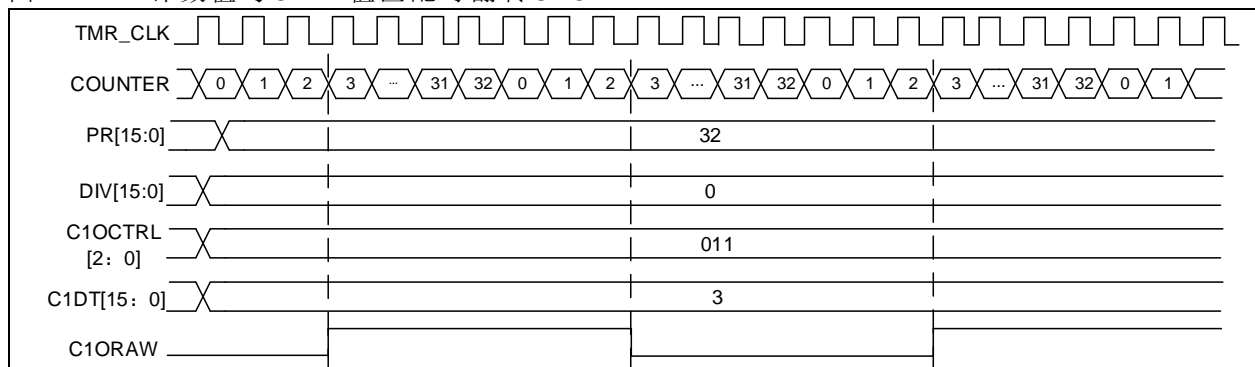 TMR_CLK
COUNTER 0 1 2 3 ... 31 32 0 1 2 3 ... 31 32 0 1 2 3 ... 31 32 0 1
PR[15:0] 32
DIV[15:0] 0
C1OCTRL
[2：0] 011
C1DT[15：0] 3
C1ORAW